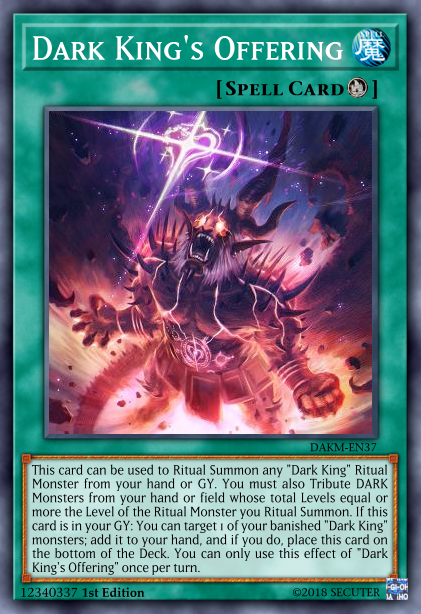 Dark King's Offering 魔
[Spell Card]
DAKM-EN37
This card can be used to Ritual Summon any "Dark King" Ritual
Monster from your hand or GY. You must also Tribute DARK
Monsters from your hand or field whose total Levels equal or
more the Level of the Ritual Monster you Ritual Summon. If this
card is in your GY: You can target 1 of your banished "Dark King"
monsters; add it to your hand, and if you do, place this card on
the bottom of the Deck. You can only use this effect of "Dark
King's Offering" once per turn.
12340337 1st Edition ©2018 SECUTER